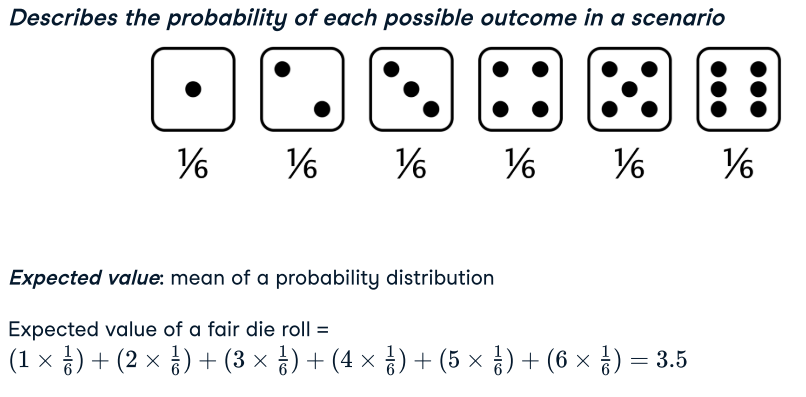 Describes the probability of each possible outcome in a scenario
⅙ ⅙ ⅙ ⅙ ⅙ ⅙
Expected value: mean of a probability distribution
Expected value of a fair die roll =
(1 × 1/6) + (2 × 1/6) + (3 × 1/6) + (4 × 1/6) + (5 × 1/6) + (6 × 1/6) = 3.5